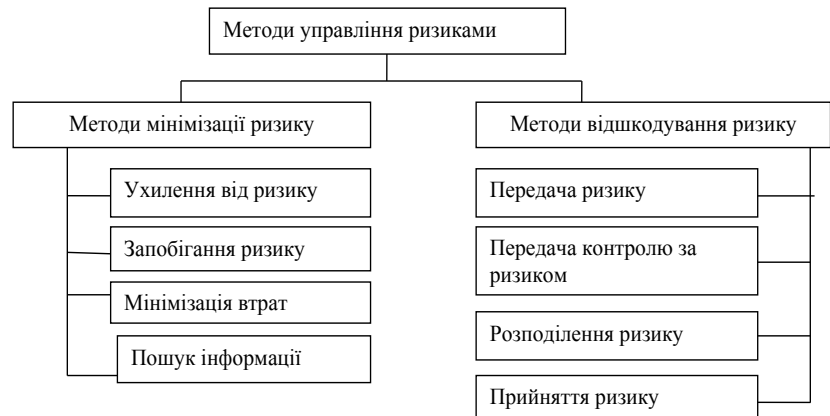 Методи управління ризиками
Методи мінімізації ризику
Ухилення від ризику
Запобігання ризику
Мінімізація втрат
Пошук інформації
Методи відшкодування ризику
Передача ризику
Передача контролю за
ризиком
Розподілення ризику
Прийняття ризику